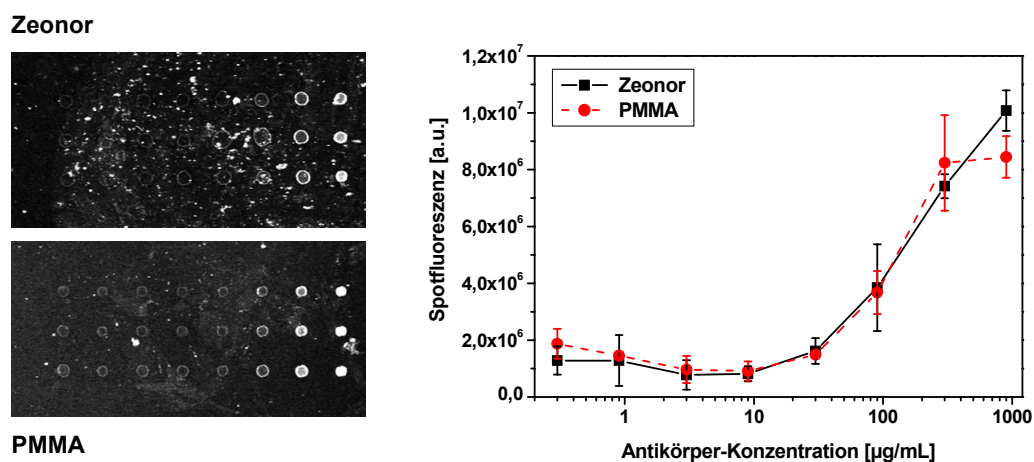 Zeonor
PMMA
Spotfluoreszenz [a.u.]
1,2x10⁷
1,0x10⁷
8,0x10⁶
6,0x10⁶
4,0x10⁶
2,0x10⁶
0,0
Zeonor
PMMA
1 10 100 1000
Antikörper-Konzentration [µg/mL]